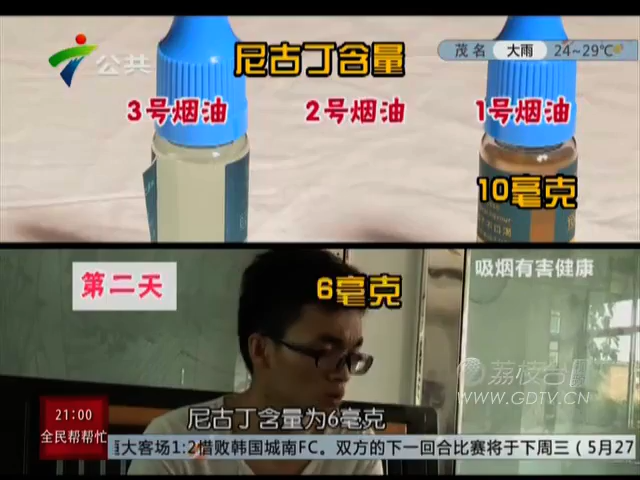 公共
尼古丁含量
茂名 大雨 24~29℃
3号烟油
2号烟油
1号烟油
10毫克
第二天
6毫克
吸烟有害健康
荔枝台
WWW.GDTV.CN
尼古丁含量为6毫克
21:00
全民帮帮忙
恒大客场1:2惜败韩国城南FC。双方的下一回合比赛将于下周三（5月27